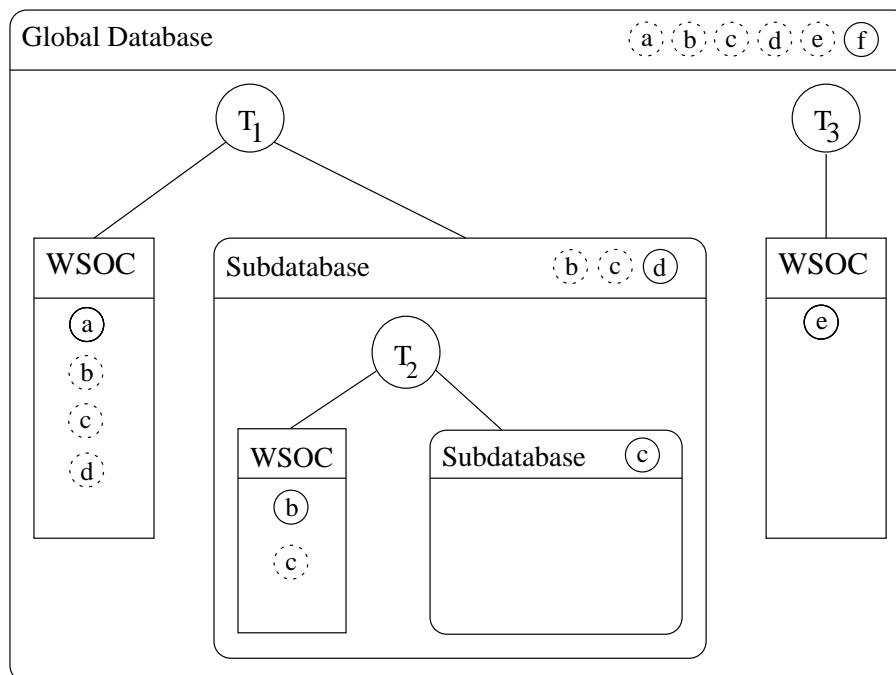 Global Database a b c d e f
T1 T3
WSOC Subdatabase b c d WSOC
a e
b T2
c
d WSOC Subdatabase c
b
c